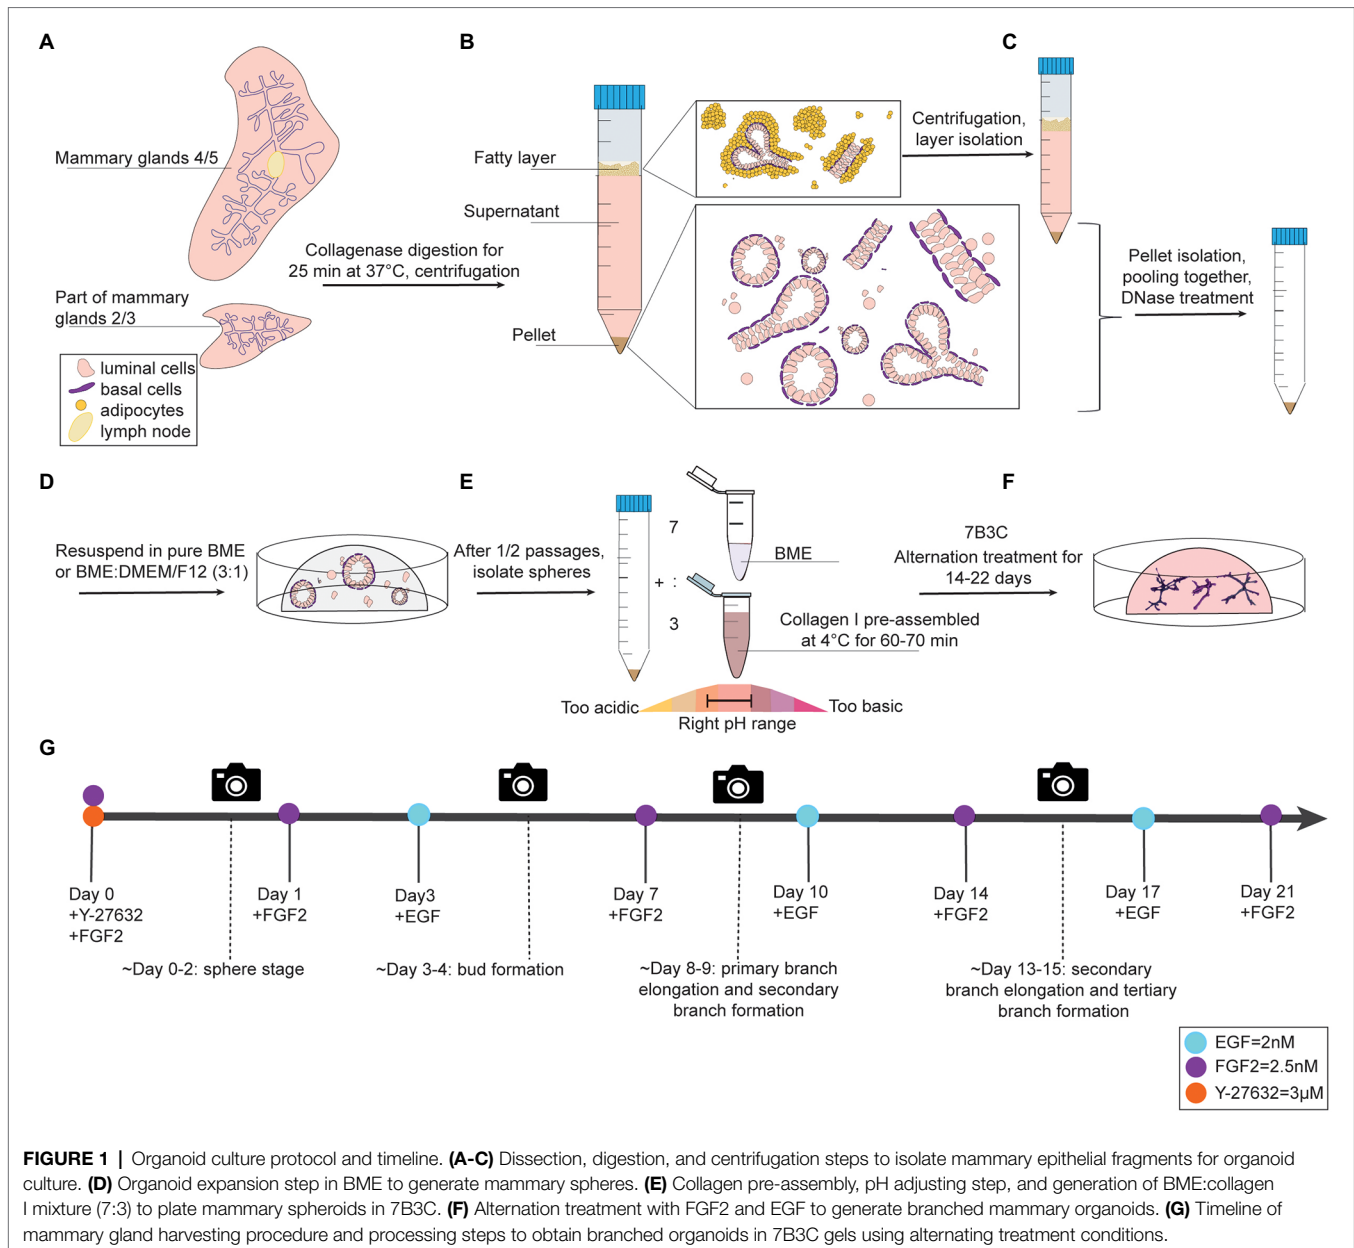 A
B
C
Mammary glands 4/5
Part of mammary
glands 2/3
luminal cells
basal cells
adipocytes
lymph node
Collagenase digestion for
25 min at 37°C, centrifugation
Fatty layer
Supernatant
Pellet
Centrifugation,
layer isolation
Pellet isolation,
pooling together,
DNase treatment
D
E
F
Resuspend in pure BME
or BME:DMEM/F12 (3:1)
After 1/2 passages,
isolate spheres
7
+ :
3
BME
Collagen I pre-assembled
at 4°C for 60-70 min
Too acidic
Too basic
Right pH range
7B3C
Alternation treatment for
14-22 days
G
Day 0
+Y-27632
+FGF2
Day 1
+FGF2
Day3
+EGF
Day 7
+FGF2
Day 10
+EGF
Day 14
+FGF2
Day 17
+EGF
Day 21
+FGF2
~Day 0-2: sphere stage
~Day 3-4: bud formation
~Day 8-9: primary branch
elongation and secondary
branch formation
~Day 13-15: secondary
branch elongation and tertiary
branch formation
EGF=2nM
FGF2=2.5nM
Y-27632=3µM
FIGURE 1 | Organoid culture protocol and timeline. (A-C) Dissection, digestion, and centrifugation steps to isolate mammary epithelial fragments for organoid
culture. (D) Organoid expansion step in BME to generate mammary spheres. (E) Collagen pre-assembly, pH adjusting step, and generation of BME:collagen
I mixture (7:3) to plate mammary spheroids in 7B3C. (F) Alternation treatment with FGF2 and EGF to generate branched mammary organoids. (G) Timeline of
mammary gland harvesting procedure and processing steps to obtain branched organoids in 7B3C gels using alternating treatment conditions.